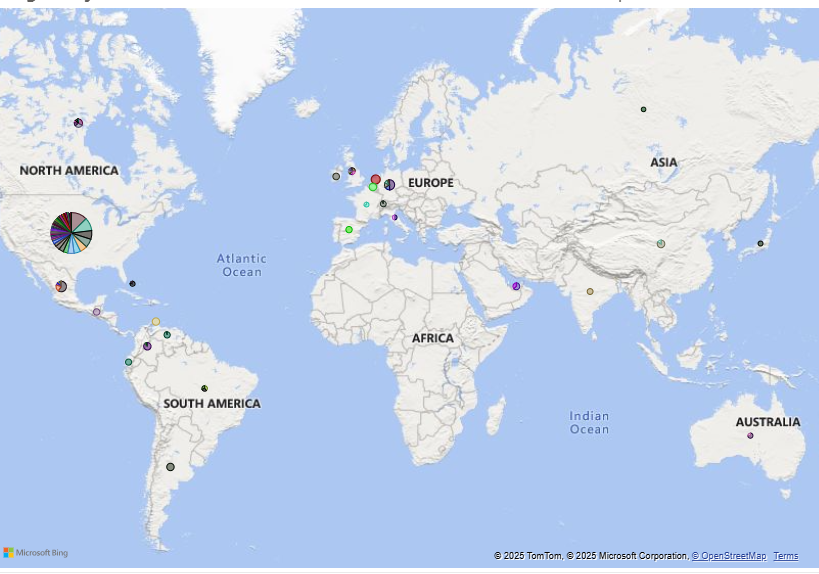 NORTH AMERICA
EUROPE
ASIA
Atlantic
Ocean
AFRICA
SOUTH AMERICA
Indian
Ocean
AUSTRALIA
Microsoft Bing
© 2025 TomTom, © 2025 Microsoft Corporation, © OpenStreetMap Terms